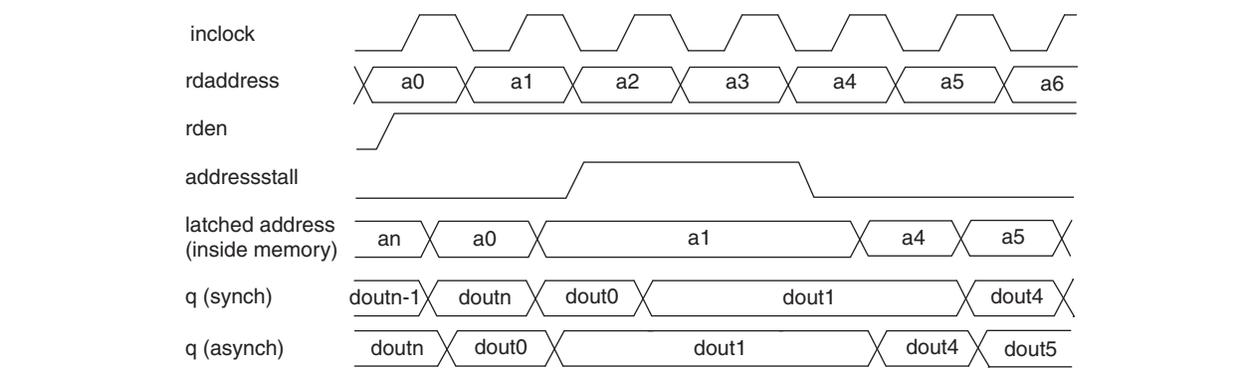 inclock
rdaddress a0 a1 a2 a3 a4 a5 a6
rden
addressstall
latched address
(inside memory) an a0 a1 a4 a5
q (synch) doutn-1 doutn dout0 dout1 dout4
q (asynch) doutn dout0 dout1 dout4 dout5